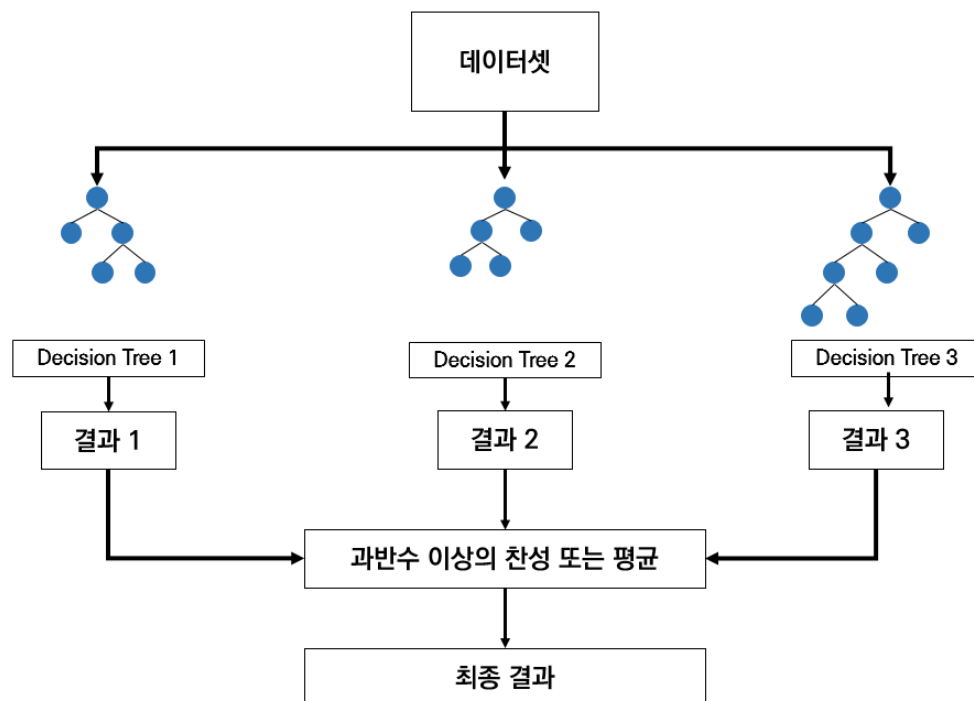 데이터셋
Decision Tree 1
Decision Tree 2
Decision Tree 3
결과 1
결과 2
결과 3
과반수 이상의 찬성 또는 평균
최종 결과